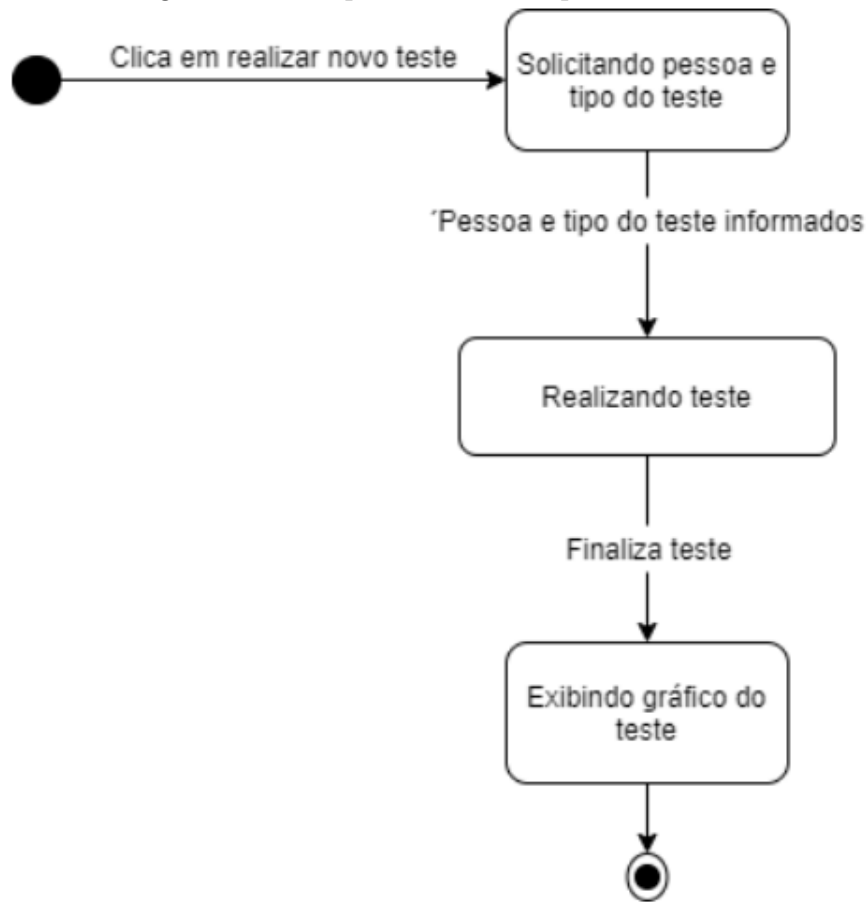 Clica em realizar novo teste
Solicitando pessoa e
tipo do teste
´Pessoa e tipo do teste informados
Realizando teste
Finaliza teste
Exibindo gráfico do
teste